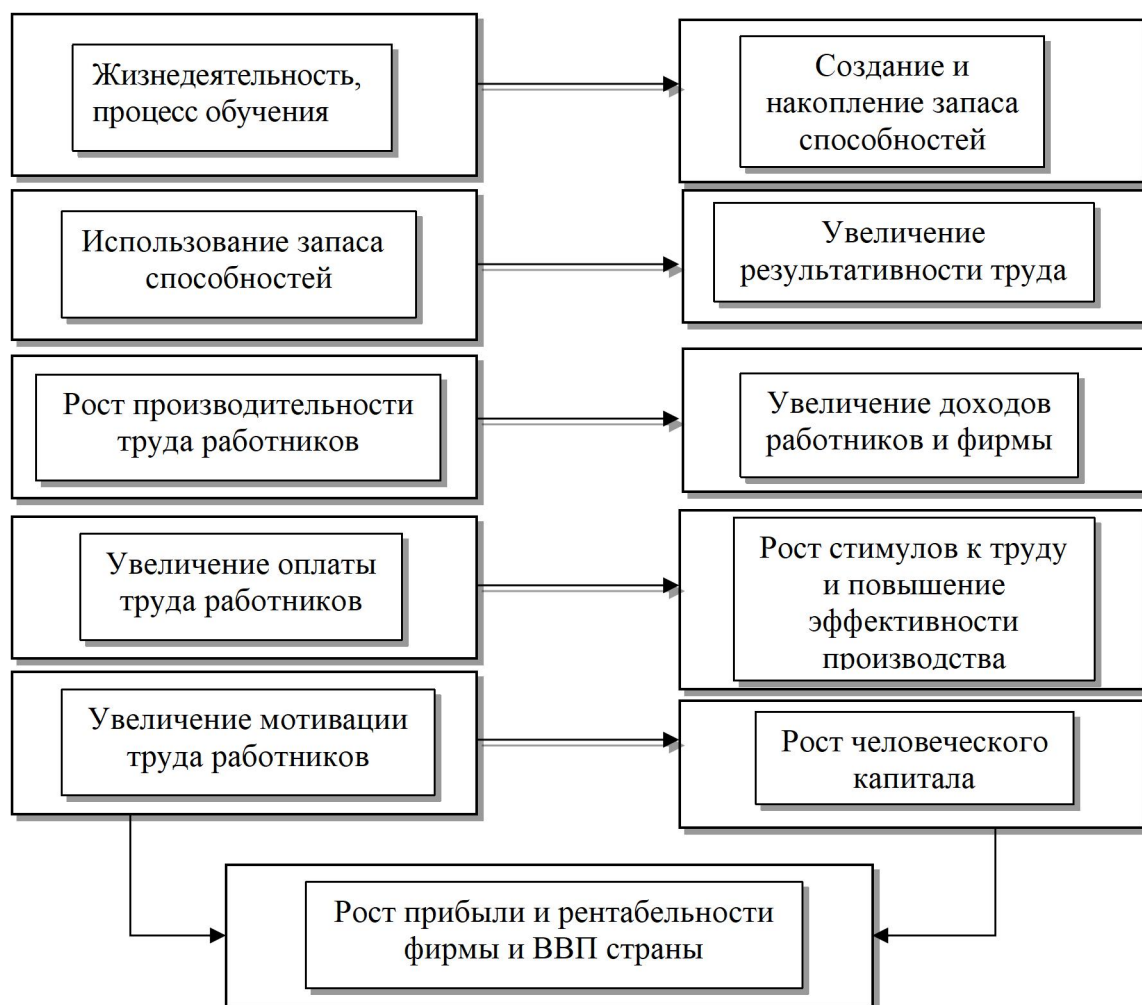 Жизнедеятельность,
процесс обучения
Создание и
накопление запаса
способностей
Использование запаса
способностей
Увеличение
результативности труда
Рост производительности
труда работников
Увеличение доходов
работников и фирмы
Увеличение оплаты
труда работников
Рост стимулов к труду
и повышение
эффективности
производства
Увеличение мотивации
труда работников
Рост человеческого
капитала
Рост прибыли и рентабельности
фирмы и ВВП страны